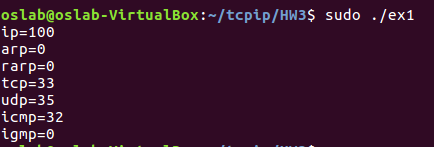 oslab@oslab-VirtualBox:~/tcpip/HW3$ sudo ./ex1
ip=100
arp=0
rarp=0
tcp=33
udp=35
icmp=32
igmp=0